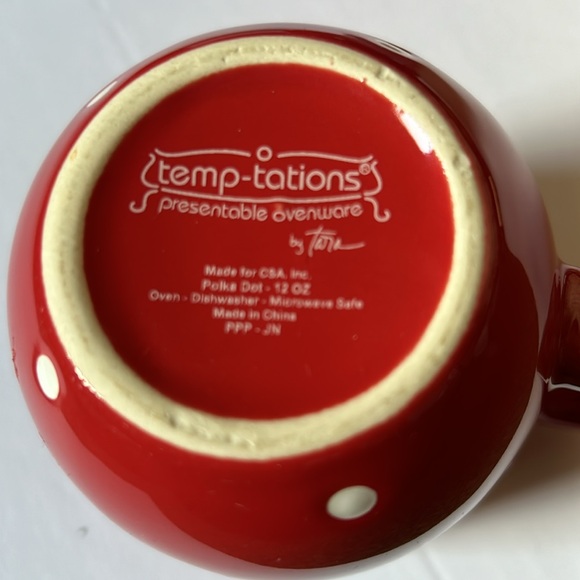 temp-tations®
presentable ovenware
by Tara
Made for CSA, Inc.
Polka Dot - 12 OZ
Oven - Dishwasher - Microwave Safe
Made in China
PPP - JN